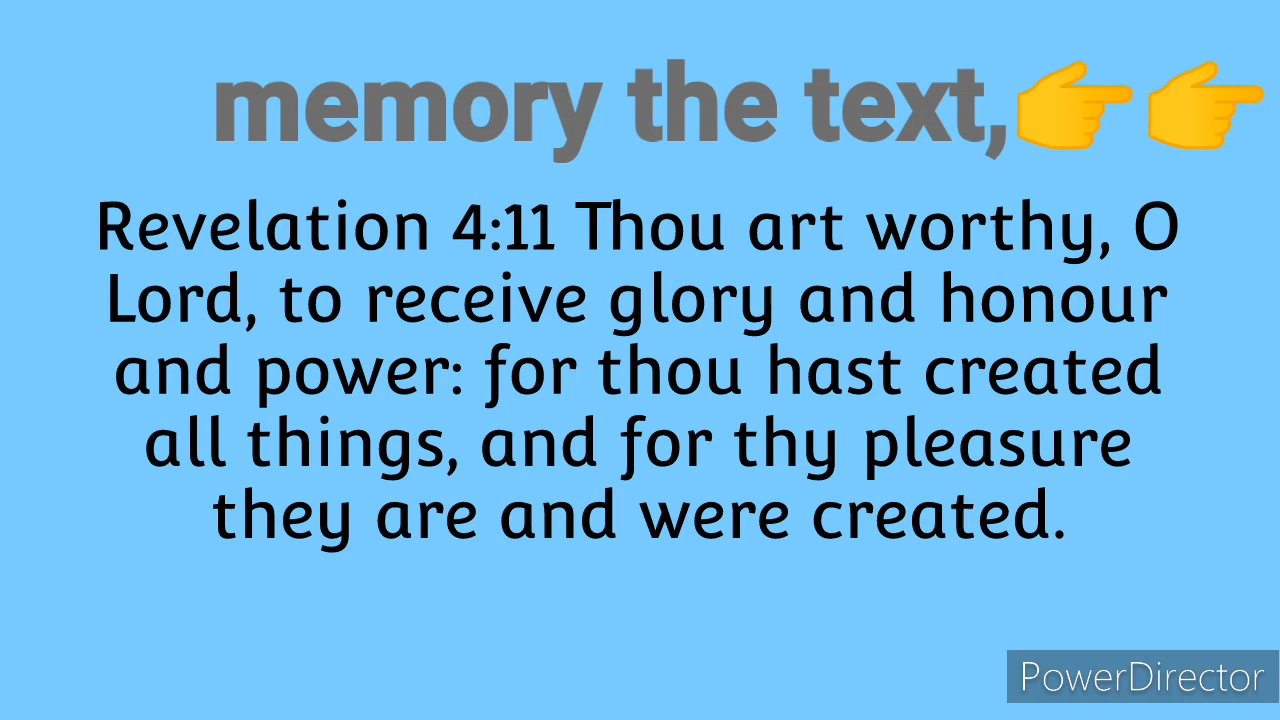 memory the text,👉👉
Revelation 4:11 Thou art worthy, O
Lord, to receive glory and honour
and power: for thou hast created
all things, and for thy pleasure
they are and were created.
PowerDirector